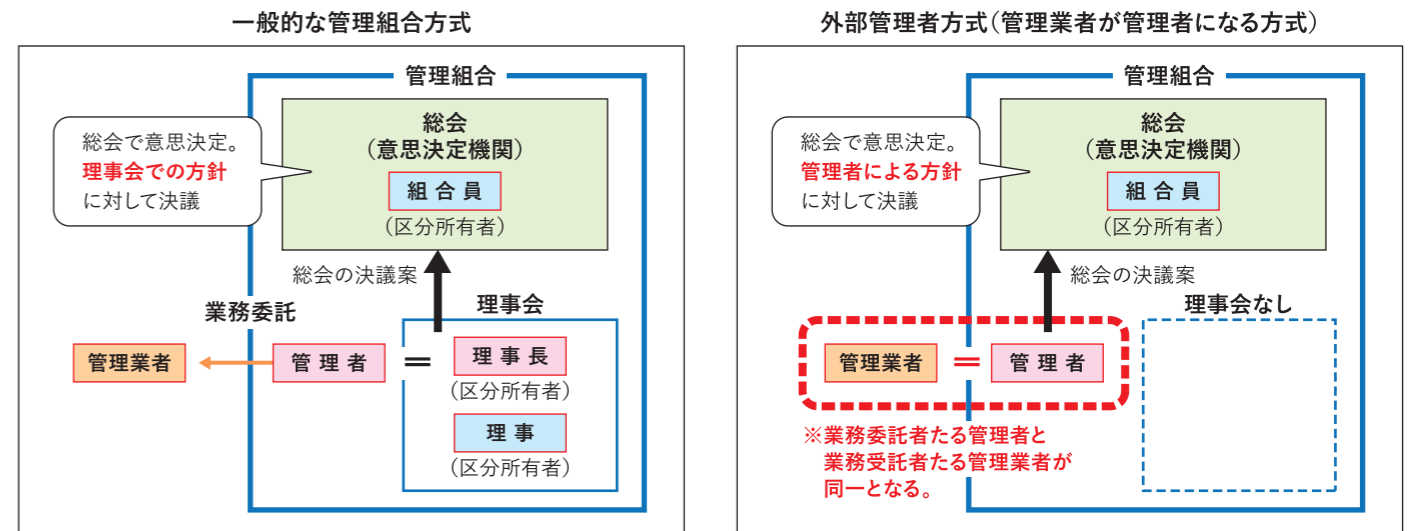 一般的な管理組合方式
管理組合
総会
(意思決定機関)
組合員
(区分所有者)
総会で意思決定。
理事会での方針
に対して決議
総会の決議案
業務委託
理事会
管理業者
管理者
=
理事長
(区分所有者)
理事
(区分所有者)
外部管理者方式(管理業者が管理者になる方式)
管理組合
総会
(意思決定機関)
組合員
(区分所有者)
総会で意思決定。
管理者による方針
に対して決議
総会の決議案
理事会なし
管理業者
=
管理者
※業務委託者たる管理者と
業務受託者たる管理業者が
同一となる。